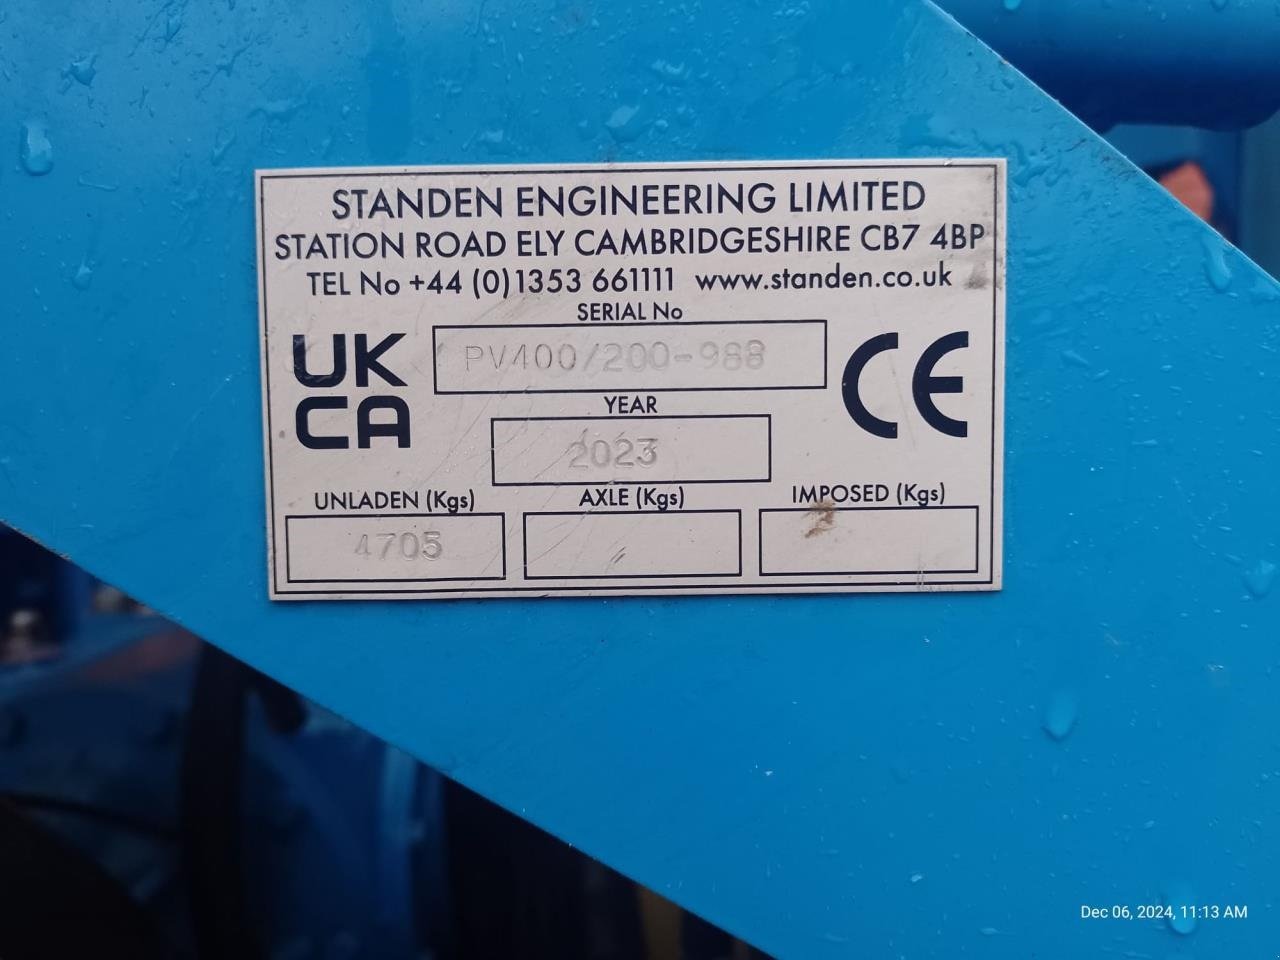 STANDEN ENGINEERING LIMITED
STATION ROAD ELY CAMBRIDGESHIRE CB7 4BP
TEL No +44 (0)1353 661111 www.standen.co.uk
SERIAL No
UK
CA
PV400/200-988
CE
YEAR
2023
UNLADEN (Kgs)
AXLE (Kgs)
IMPOSED (Kgs)
4705
Dec 06, 2024, 11:13 AM